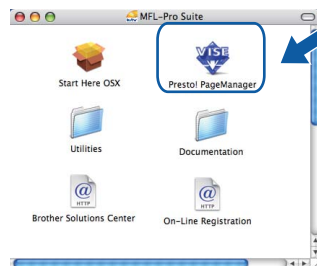 MFL-Pro Suite
VISE
Start Here OSX
Presto! PageManager
Utilities
Documentation
@
HTTP
@
HTTP
Brother Solutions Center
On-Line Registration